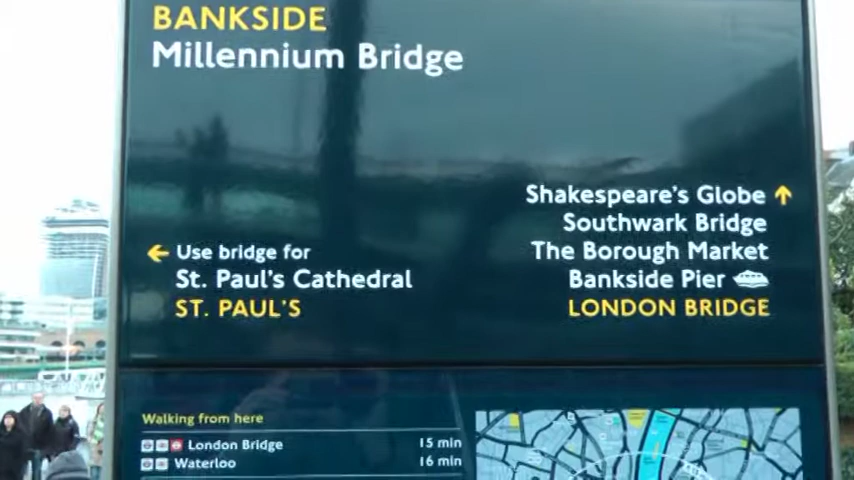 BANKSIDE
Millennium Bridge
Shakespeare's Globe
Southwark Bridge
The Borough Market
Bankside Pier
LONDON BRIDGE
Use bridge for
St. Paul's Cathedral
ST. PAUL'S
Walking from here
London Bridge 15 min
Waterloo 16 min